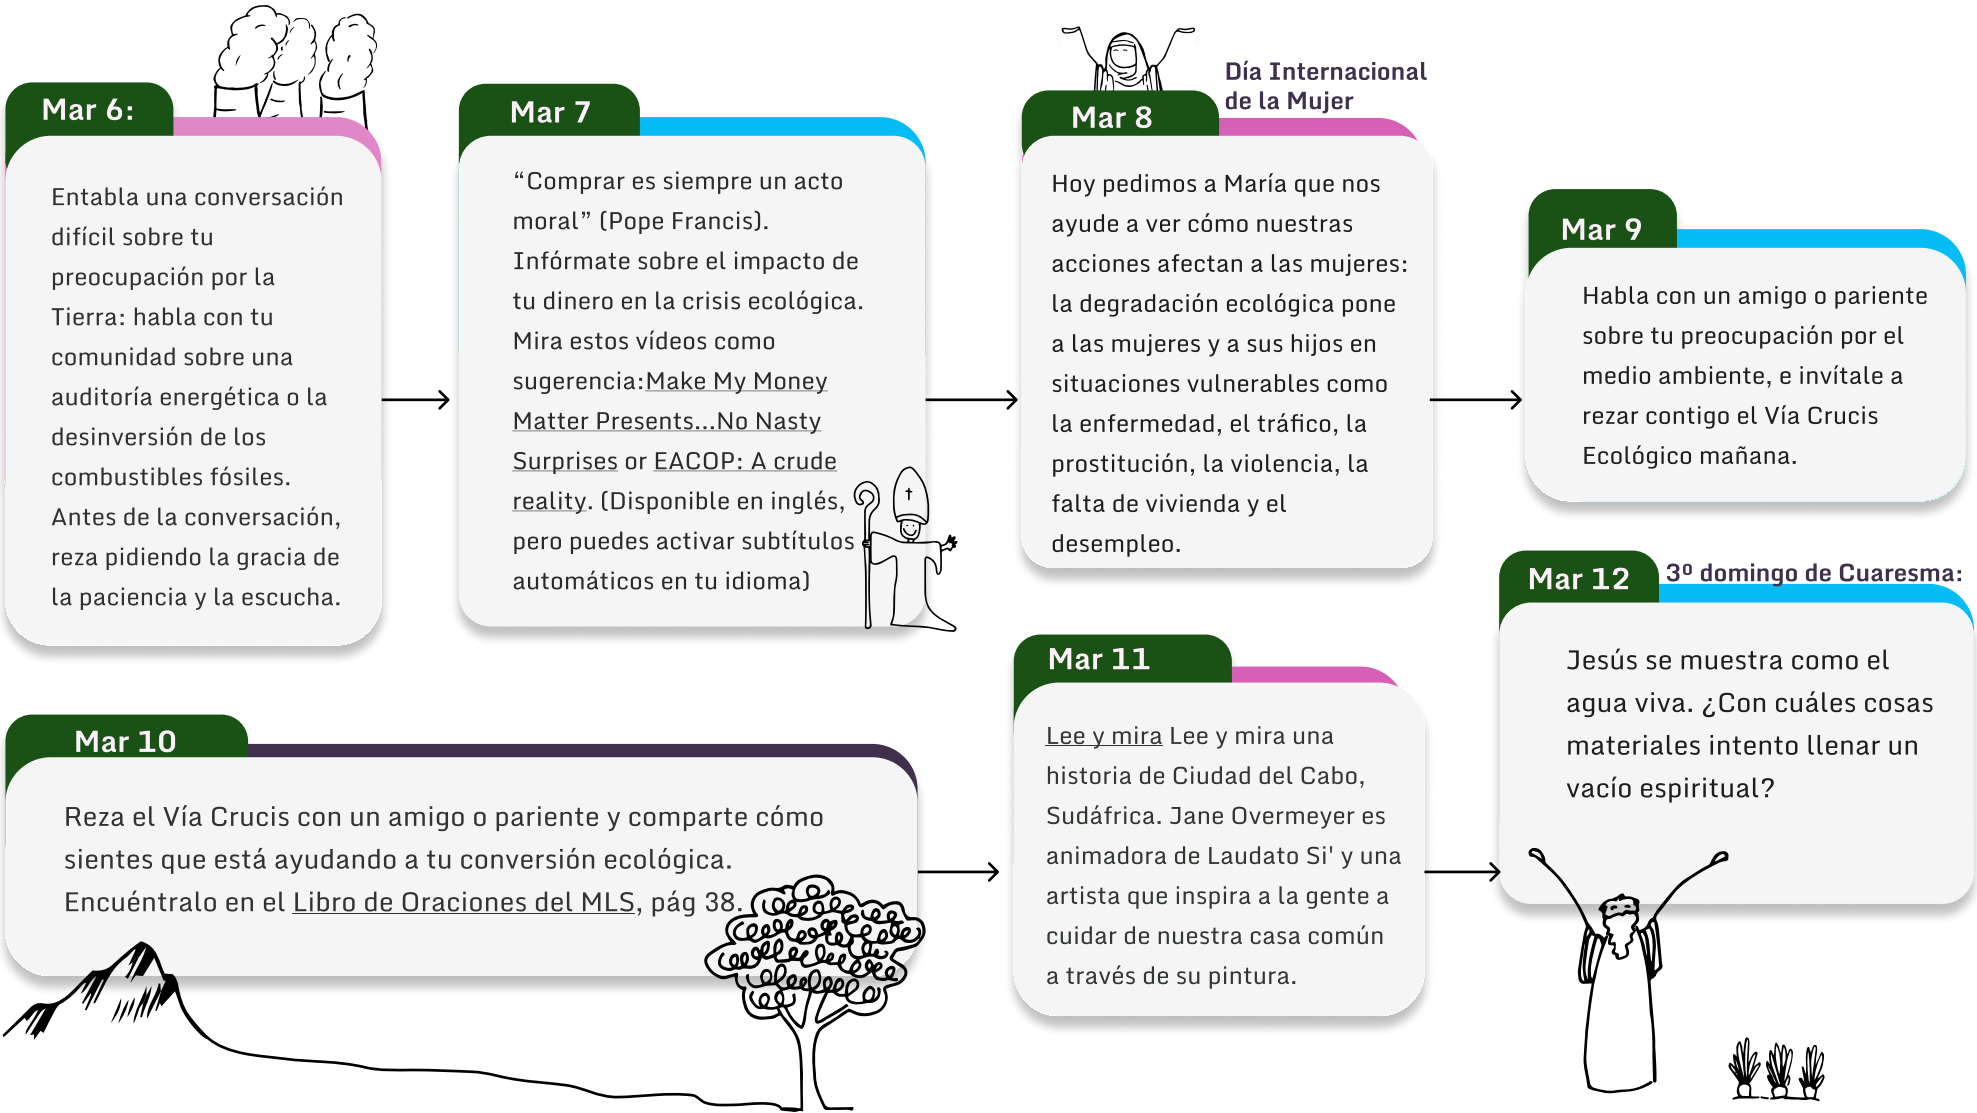 Mar 6:
Entabla una conversación
difícil sobre tu
preocupación por la
Tierra: habla con tu
comunidad sobre una
auditoría energética o la
desinversión de los
combustibles fósiles.
Antes de la conversación,
reza pidiendo la gracia de
la paciencia y la escucha.
Mar 7
“Comprar es siempre un acto
moral” (Pope Francis).
Infórmate sobre el impacto de
tu dinero en la crisis ecológica.
Mira estos vídeos como
sugerencia:Make My Money
Matter Presents...No Nasty
Surprises or EACOP: A crude
reality. (Disponible en inglés,
pero puedes activar subtítulos
automáticos en tu idioma)
Día Internacional
de la Mujer
Mar 8
Hoy pedimos a María que nos
ayude a ver cómo nuestras
acciones afectan a las mujeres:
la degradación ecológica pone
a las mujeres y a sus hijos en
situaciones vulnerables como
la enfermedad, el tráfico, la
prostitución, la violencia, la
falta de vivienda y el
desempleo.
Mar 9
Habla con un amigo o pariente
sobre tu preocupación por el
medio ambiente, e invítale a
rezar contigo el Vía Crucis
Ecológico mañana.
Mar 10
Reza el Vía Crucis con un amigo o pariente y comparte cómo
sientes que está ayudando a tu conversión ecológica.
Encuéntralo en el Libro de Oraciones del MLS, pág 38.
Mar 11
Lee y mira Lee y mira una
historia de Ciudad del Cabo,
Sudáfrica. Jane Overmeyer es
animadora de Laudato Si' y una
artista que inspira a la gente a
cuidar de nuestra casa común
a través de su pintura.
Mar 12
3º domingo de Cuaresma:
Jesús se muestra como el
agua viva. ¿Con cuáles cosas
materiales intento llenar un
vacío espiritual?